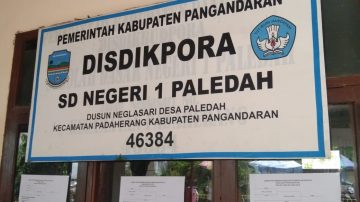 PEMERINTAH KABUPATEN PANGANDARAN
DISDIKPORA
SD NEGERI 1 PALEDAH
DUSUN NEGLASARI DESA PALEDAH
KECAMATAN PADAHERANG KABUPATEN PANGANDARAN
46384